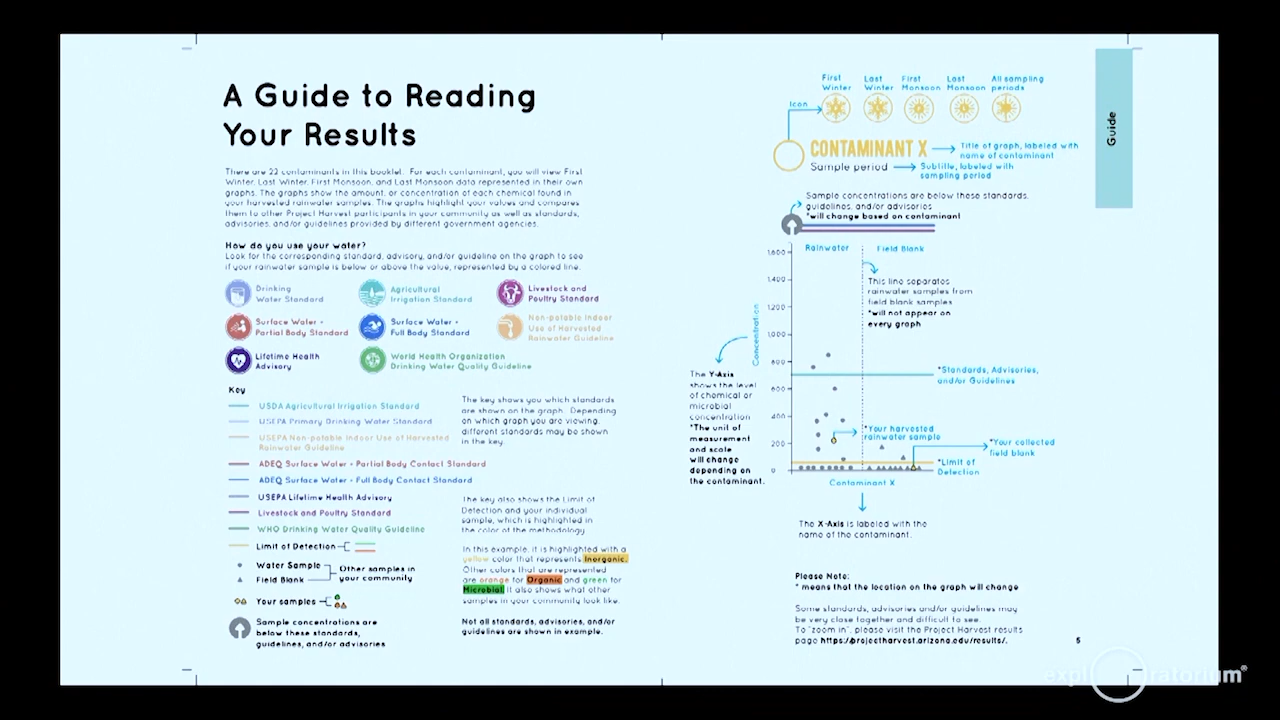 A Guide to Reading
Your Results
There are 22 contaminants in this booklet. For each contaminant, you will view First
Winter, Last Winter, First Monsoon, and Last Monsoon data represented in their own
graphs. The graphs show the amount, or concentration of each chemical found in
your harvested rainwater samples. The graphs highlight your values and compares
them to other Project Harvest participants in your community as well as standards,
advisories, and/or guidelines provided by different government agencies.
How do you use your water?
Look for the corresponding standard, advisory, and/or guideline on the graph to see
if your rainwater sample is below or above the value, represented by a colored line.
Drinking
Water Standard
Agricultural
Irrigation Standard
Livestock and
Poultry Standard
Surface Water -
Partial Body Standard
Surface Water -
Full Body Standard
Non-potable Indoor
Use of Harvested
Rainwater Guideline
Lifetime Health
Advisory
World Health Organization
Drinking Water Quality Guideline
Key
USDA Agricultural Irrigation Standard
USEPA Primary Drinking Water Standard
USEPA Non-potable Indoor Use of Harvested
Rainwater Guideline
ADEQ Surface Water - Partial Body Contact Standard
ADEQ Surface Water - Full Body Contact Standard
USEPA Lifetime Health Advisory
Livestock and Poultry Standard
WHO Drinking Water Quality Guideline
Limit of Detection
Water Sample
Field Blank
Other samples in
your community
Your samples
Sample concentrations are
below these standards,
guidelines, and/or advisories
The key shows you which standards
are shown on the graph. Depending
on which graph you are viewing,
different standards may be shown
in the key.
The key also shows the Limit of
Detection and your individual
sample, which is highlighted in
the color of the methodology
In this example, it is highlighted with a
yellow color that represents Inorganic.
Other colors that are represented
are orange for Organic and green for
Microbial. It also shows what other
samples in your community look like.
Not all standards, advisories, and/or
guidelines are shown in example.
First
Winter
Last
Winter
First
Monsoon
Last
Monsoon
All sampling
periods
Icon
CONTAMINANT X
Title of graph, labeled with
name of contaminant
Sample period
Subtitle, labeled with
sampling period
Sample concentrations are below these standards,
guidelines, and/or advisories
*will change based on contaminant
Rainwater
Field Blank
1,600
1,400
1,200
1,000
800
600
400
200
0
Concentration
This line separates
rainwater samples from
field blank samples
*will not appear on
every graph
The Y-Axis
shows the level
of chemical or
microbial
concentration
*The unit of
measurement
and scale
will change
depending on
the contaminant.
*Standards, Advisories,
and/or Guidelines
*Your harvested
rainwater sample
*Your collected
field blank
*Limit of
Detection
Contaminant X
The X-Axis is labeled with the
name of the contaminant.
Please Note:
* means that the location on the graph will change
Some standards, advisories and/or guidelines may
be very close together and difficult to see.
To "zoom in", please visit the Project Harvest results
page https://projectharvest.arizona.edu/results/.
5
Guide
exploratorium®